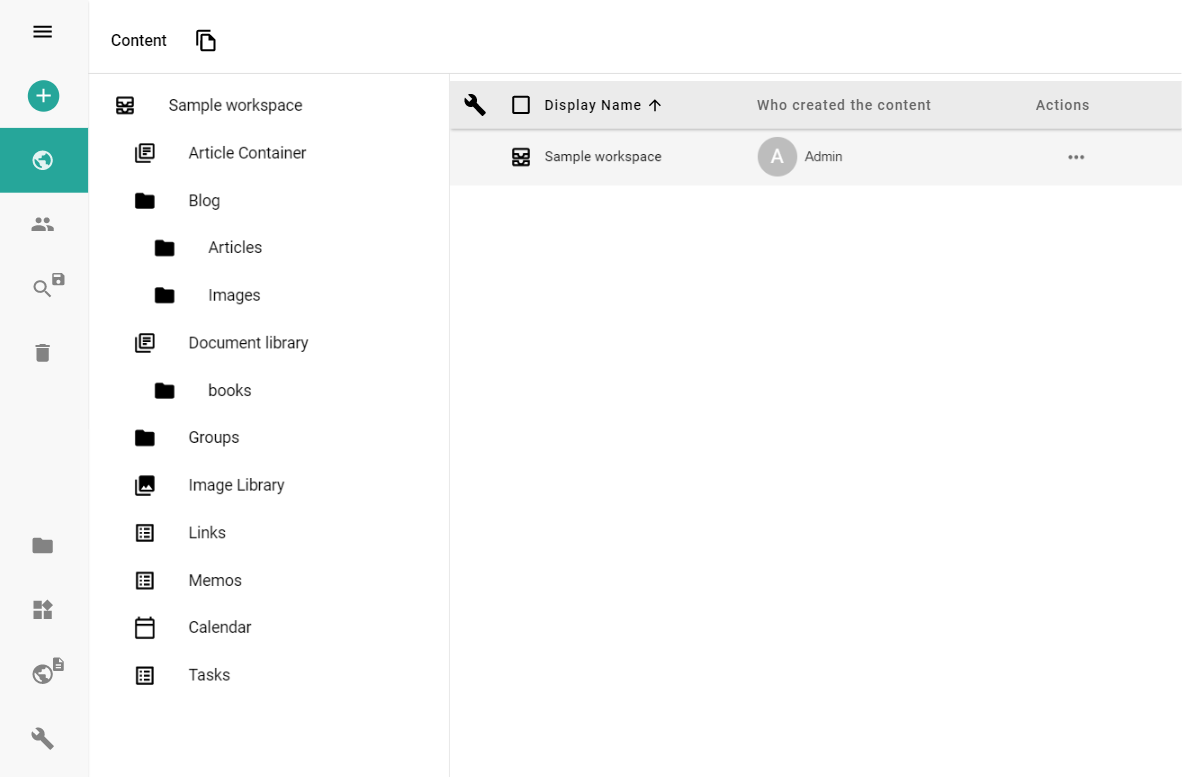 Content
Sample workspace
Article Container
Blog
Articles
Images
Document library
books
Groups
Image Library
Links
Memos
Calendar
Tasks
Display Name Who created the content Actions
Sample workspace A Admin